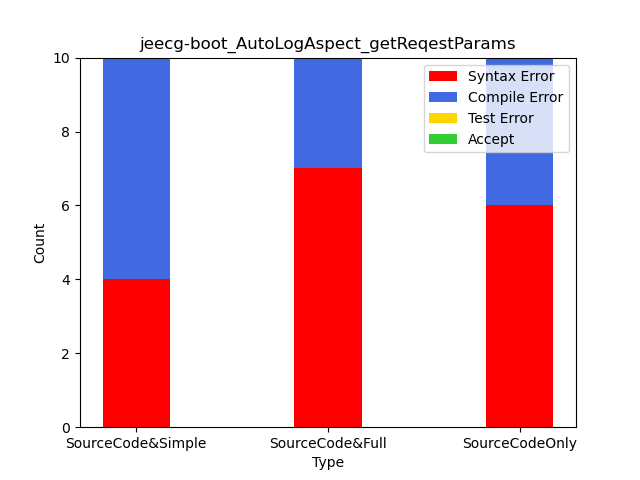 jeecg-boot_AutoLogAspect_getReqestParams
Syntax Error
Compile Error
Test Error
Accept
10
8
6
4
2
0
Count
SourceCode&Simple SourceCode&Full SourceCodeOnly
Type